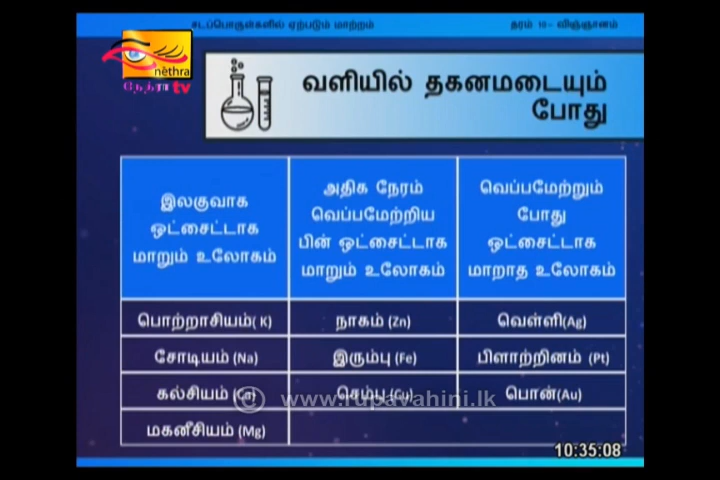 சடப்பொருள்களில் ஏற்படும் மாற்றம் தரம் 10 – விஞ்ஞானம்
nethra
நேத்ரா tv
வளியில் தகனமடையும்
போது
இலகுவாக
ஒட்சைட்டாக
மாறும் உலோகம்
அதிக நேரம்
வெப்பமேற்றிய
பின் ஒட்சைட்டாக
மாறும் உலோகம்
வெப்பமேற்றும்
போது
ஒட்சைட்டாக
மாறாத உலோகம்
பொற்றாசியம்( K) நாகம் (Zn) வெள்ளி(Ag)
சோடியம் (Na) இரும்பு (Fe) பிளாற்றினம் (Pt)
கல்சியம் (Ca) செம்பு (Cu) பொன்(Au)
© www.rupavahini.lk
மகனீசியம் (Mg)
10:35:08